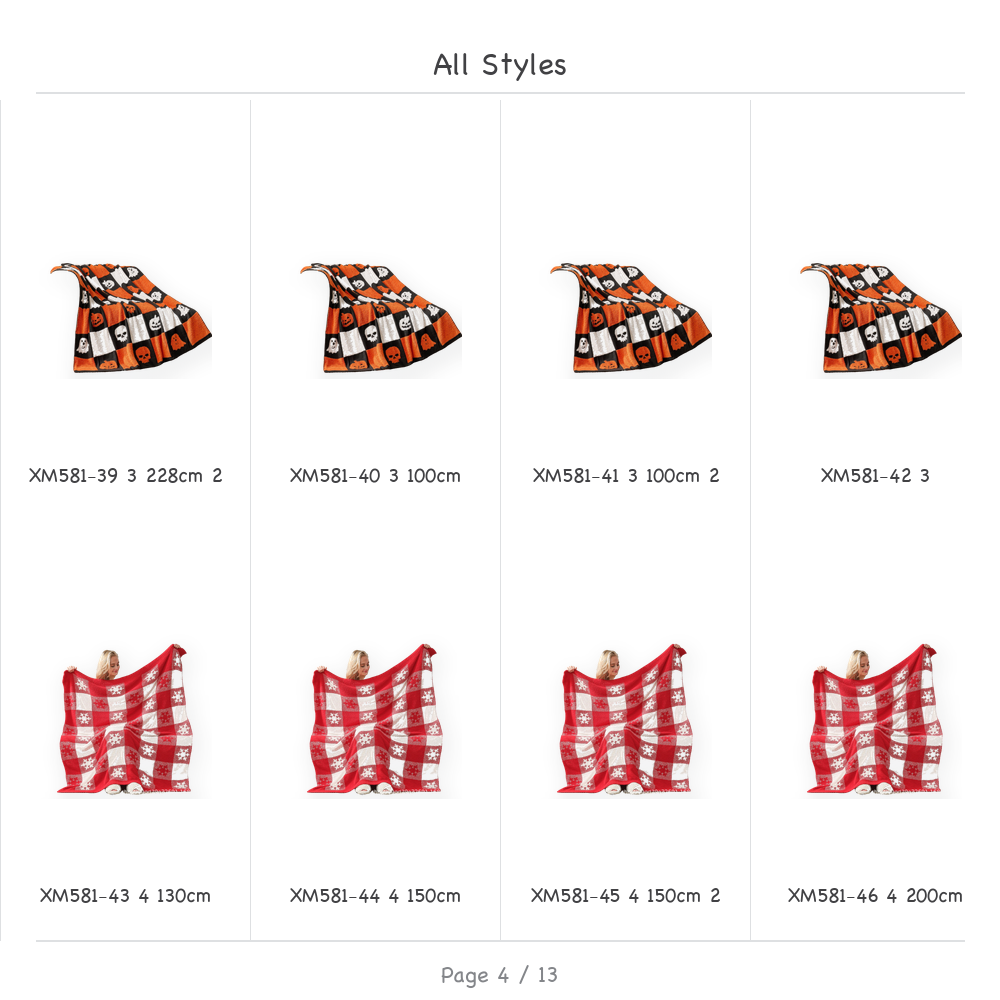 All Styles
XM581-39 3 228cm 2
XM581-40 3 100cm
XM581-41 3 100cm 2
XM581-42 3
XM581-43 4 130cm
XM581-44 4 150cm
XM581-45 4 150cm 2
XM581-46 4 200cm
Page 4 / 13